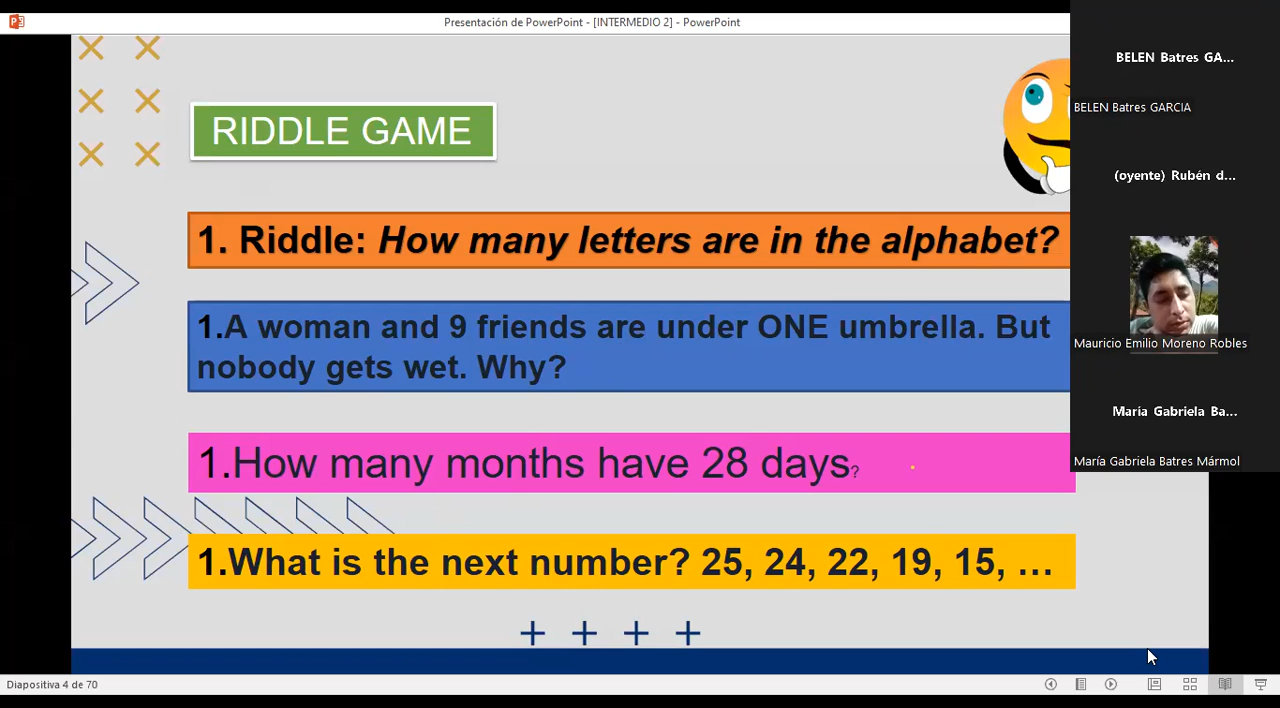 Presentación de PowerPoint - [INTERMEDIO 2] - PowerPoint
RIDDLE GAME
1. Riddle: How many letters are in the alphabet?
1.A woman and 9 friends are under ONE umbrella. But
nobody gets wet. Why?
1.How many months have 28 days?
1.What is the next number? 25, 24, 22, 19, 15, …
BELEN Batres GA...
BELEN Batres GARCIA
(oyente) Rubén d...
Mauricio Emilio Moreno Robles
María Gabriela Ba...
María Gabriela Batres Mármol
Diapositiva 4 de 70